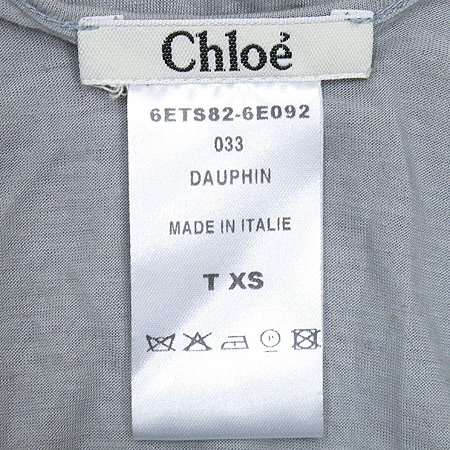 Chloé
6ETS82-6E092
033
DAUPHIN
MADE IN ITALIE
T XS